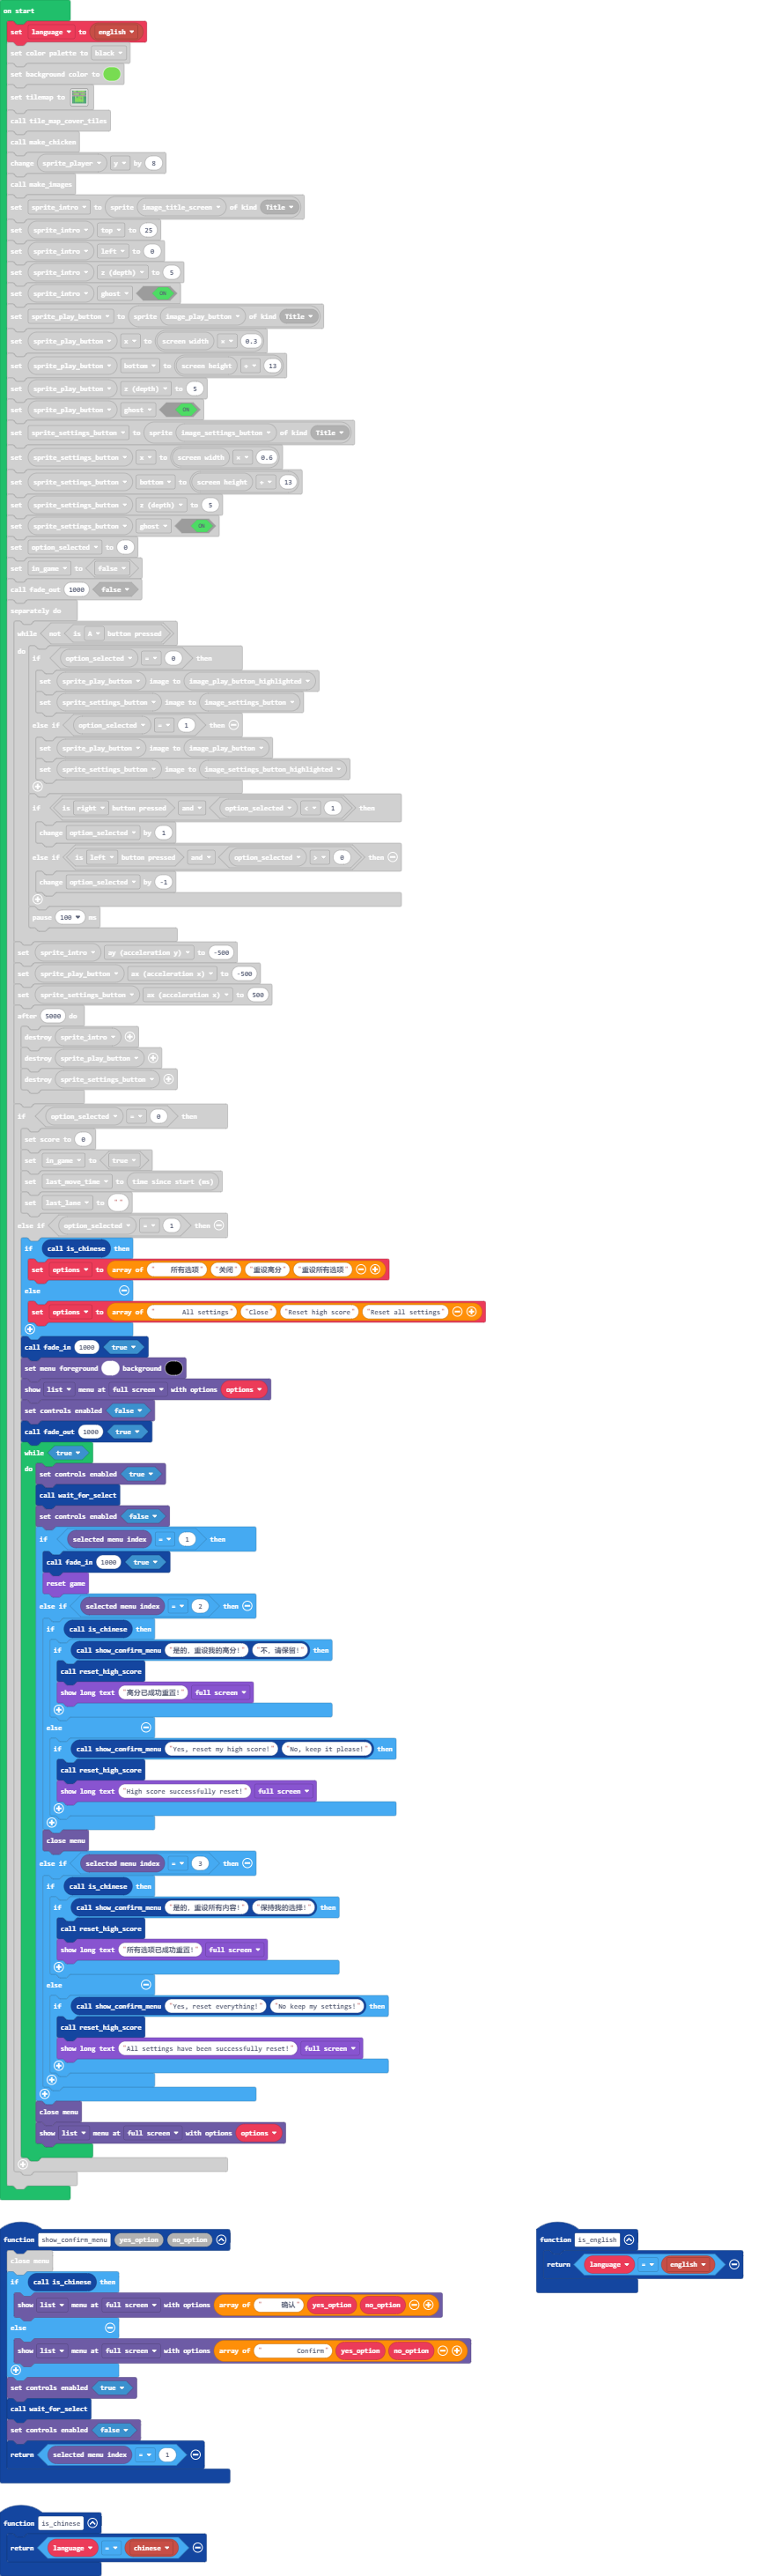 on start
set language to english
set color palette to black
set background color to
set tilemap to
call tile_map_cover_tiles
call make_chicken
change sprite_player y by 8
call make_images
set sprite_intro to sprite image_title_screen of kind Title
set sprite_intro top to 25
set sprite_intro left to 0
set sprite_intro z (depth) to 5
set sprite_intro ghost ON
set sprite_play_button to sprite image_play_button of kind Title
set sprite_play_button x to screen width × 0.3
set sprite_play_button bottom to screen height + 13
set sprite_play_button z (depth) to 5
set sprite_play_button ghost ON
set sprite_settings_button to sprite image_settings_button of kind Title
set sprite_settings_button x to screen width × 0.6
set sprite_settings_button bottom to screen height + 13
set sprite_settings_button z (depth) to 5
set sprite_settings_button ghost ON
set option_selected to 0
set in_game to false
call fade_out 1000 false
separately do
while not is A button pressed
do if option_selected = 0 then
set sprite_play_button image to image_play_button_highlighted
set sprite_settings_button image to image_settings_button
else if option_selected = 1 then
set sprite_play_button image to image_play_button
set sprite_settings_button image to image_settings_button_highlighted
if is right button pressed and option_selected < 1 then
change option_selected by 1
else if is left button pressed and option_selected > 0 then
change option_selected by -1
pause 100 ms
set sprite_intro ay (acceleration y) to -500
set sprite_play_button ax (acceleration x) to -500
set sprite_settings_button ax (acceleration x) to 500
after 5000 do
destroy sprite_intro
destroy sprite_play_button
destroy sprite_settings_button
if option_selected = 0 then
set score to 0
set in_game to true
set last_move_time to time since start (ms)
set last_lane to ""
else if option_selected = 1 then
if call is_chinese then
set options to array of " 所有选项" "关闭" "重设高分" "重设所有选项"
else
set options to array of " All settings" "Close" "Reset high score" "Reset all settings"
call fade_in 1000 true
set menu foreground background
show list menu at full screen with options options
set controls enabled false
call fade_out 1000 true
while true
do set controls enabled true
call wait_for_select
set controls enabled false
if selected menu index = 1 then
call fade_in 1000 true
reset game
else if selected menu index = 2 then
if call is_chinese then
if call show_confirm_menu "是的，重设我的高分!" "不，请保留!" then
call reset_high_score
show long text "高分已成功重置!" full screen
else
if call show_confirm_menu "Yes, reset my high score!" "No, keep it please!" then
call reset_high_score
show long text "High score successfully reset!" full screen
close menu
else if selected menu index = 3 then
if call is_chinese then
if call show_confirm_menu "是的，重设所有内容!" "保持我的选择!" then
call reset_high_score
show long text "所有选项已成功重置!" full screen
else
if call show_confirm_menu "Yes, reset everything!" "No keep my settings!" then
call reset_high_score
show long text "All settings have been successfully reset!" full screen
close menu
show list menu at full screen with options options
function show_confirm_menu yes_option no_option
close menu
if call is_chinese then
show list menu at full screen with options array of " 确认" yes_option no_option
else
show list menu at full screen with options array of " Confirm" yes_option no_option
set controls enabled true
call wait_for_select
set controls enabled false
return selected menu index = 1
function is_english
return language = english
function is_chinese
return language = chinese